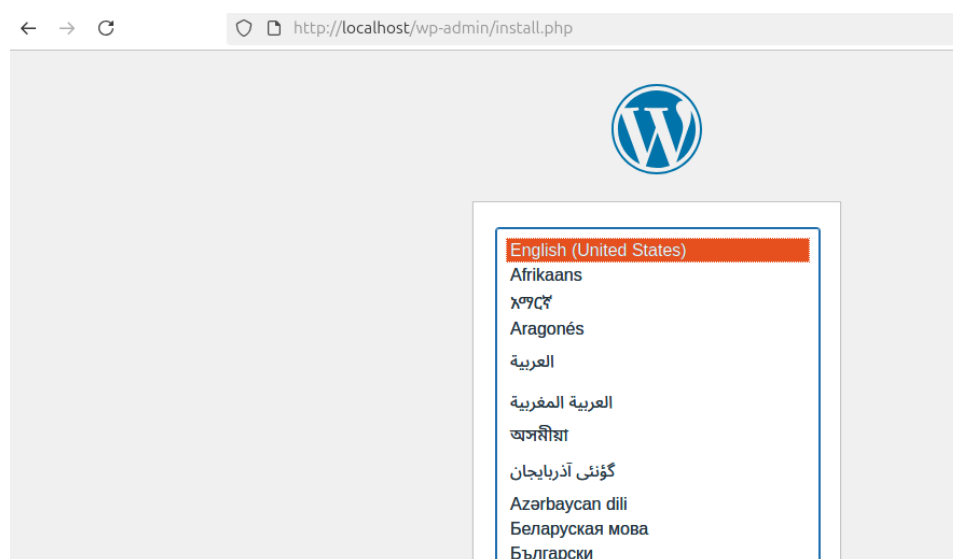 http://localhost/wp-admin/install.php
English (United States)
Afrikaans
አማርኛ
Aragonés
العربية
العربية المغربية
অসমীয়া
گؤنئی آذربایجان
Azərbaycan dili
Беларуская мова
Български